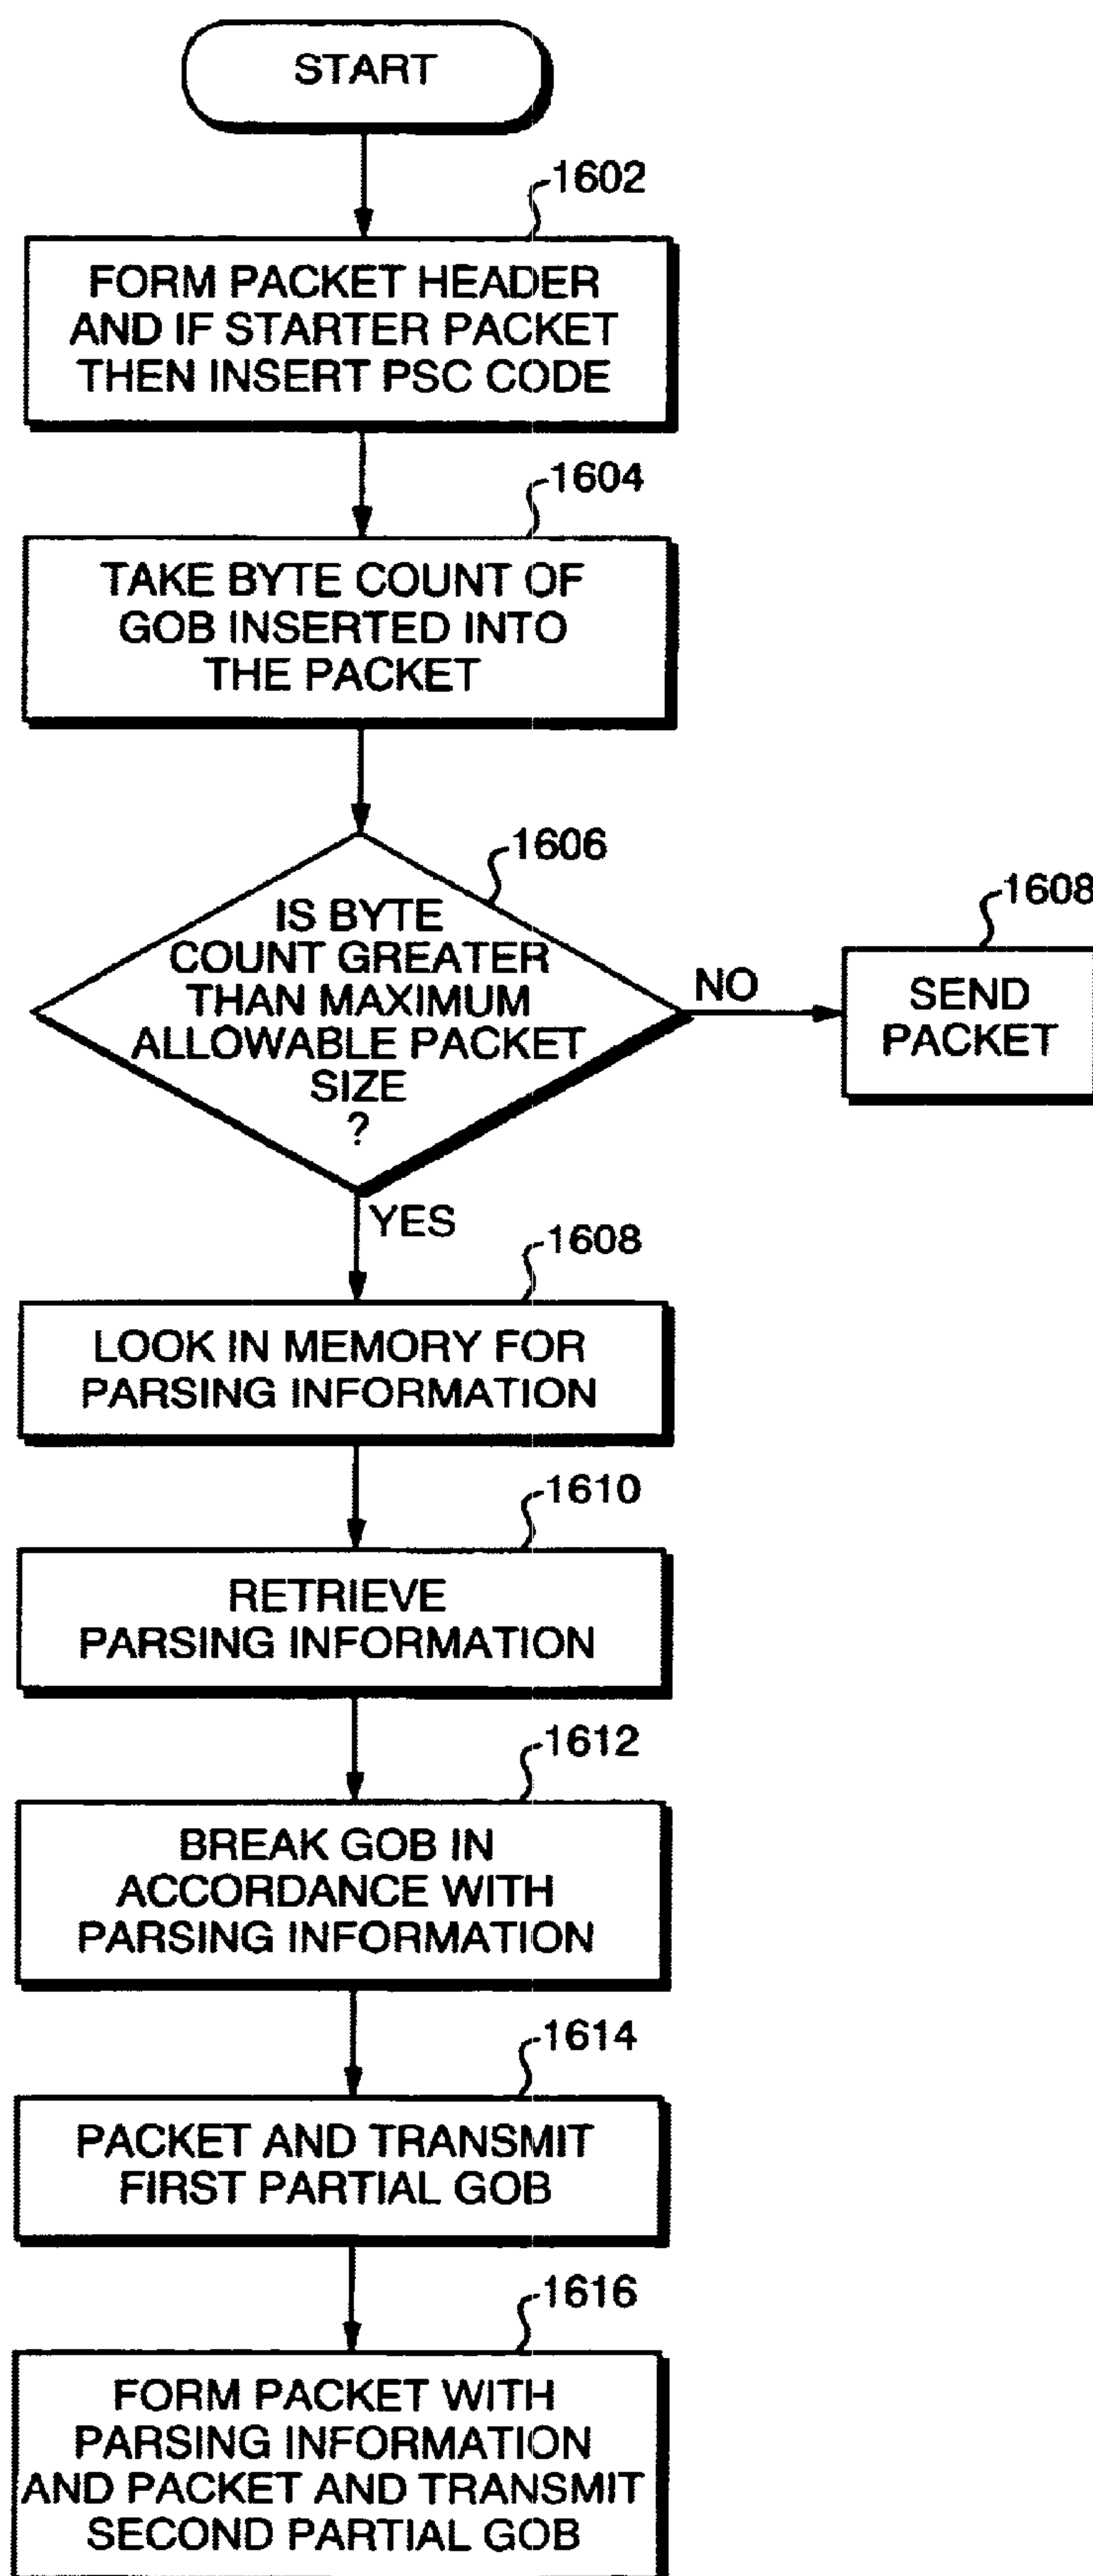 START
1602
FORM PACKET HEADER
AND IF STARTER PACKET
THEN INSERT PSC CODE
1604
TAKE BYTE COUNT OF
GOB INSERTED INTO
THE PACKET
1606
IS BYTE
COUNT GREATER
THAN MAXIMUM
ALLOWABLE PACKET
SIZE
?
NO
1608
SEND
PACKET
YES
1608
LOOK IN MEMORY FOR
PARSING INFORMATION
1610
RETRIEVE
PARSING INFORMATION
1612
BREAK GOB IN
ACCORDANCE WITH
PARSING INFORMATION
1614
PACKET AND TRANSMIT
FIRST PARTIAL GOB
1616
FORM PACKET WITH
PARSING INFORMATION
AND PACKET AND TRANSMIT
SECOND PARTIAL GOB